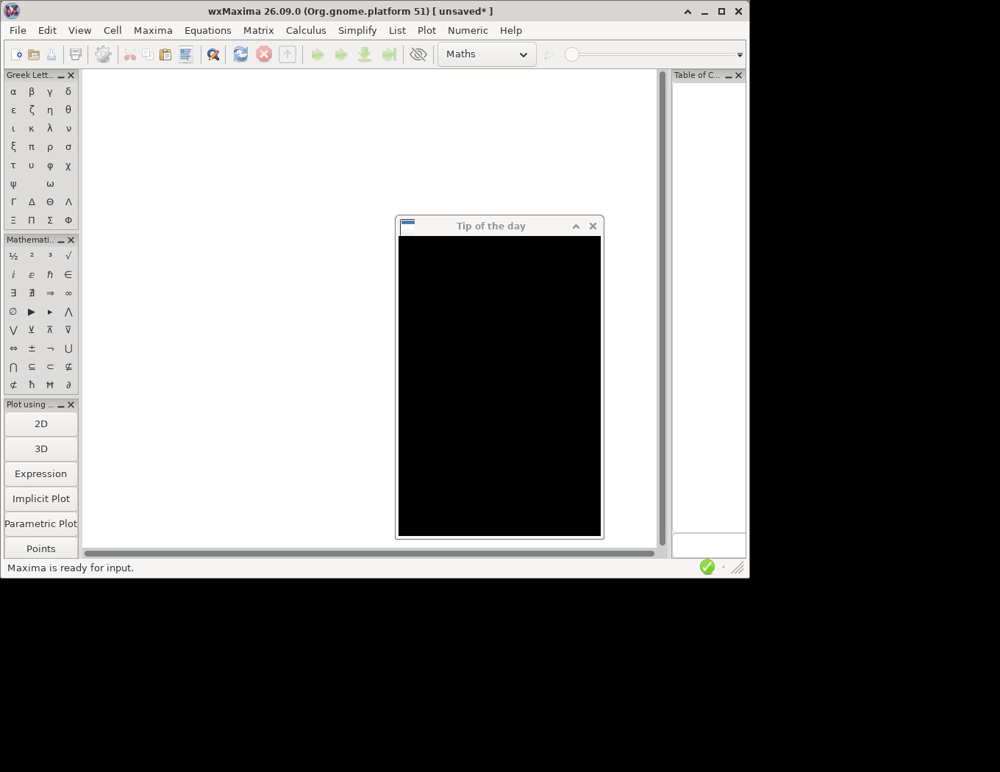 wxMaxima 26.09.0 (Org.gnome.platform 51) [ unsaved* ]
File Edit View Cell Maxima Equations Matrix Calculus Simplify List Plot Numeric Help
Maths
Greek Lett...
α β γ δ
ε ζ η θ
ι κ λ ν
ξ π ρ σ
τ υ φ χ
ψ ω
Γ Δ Θ Λ
Ξ Π Σ Φ
Mathemati...
½ ² ³ √
ⅈ ⅇ ℏ ∈
∃ ∄ ⇒ ∞
∅ ▶ ▸ ⋀
⋁ ⊻ ⊼ ⊽
⇔ ± ¬ ⋃
⋂ ⊆ ⊂ ⊈
⊄ ħ Ħ ∂
Plot using ...
2D
3D
Expression
Implicit Plot
Parametric Plot
Points
Tip of the day
Table of C...
Maxima is ready for input.